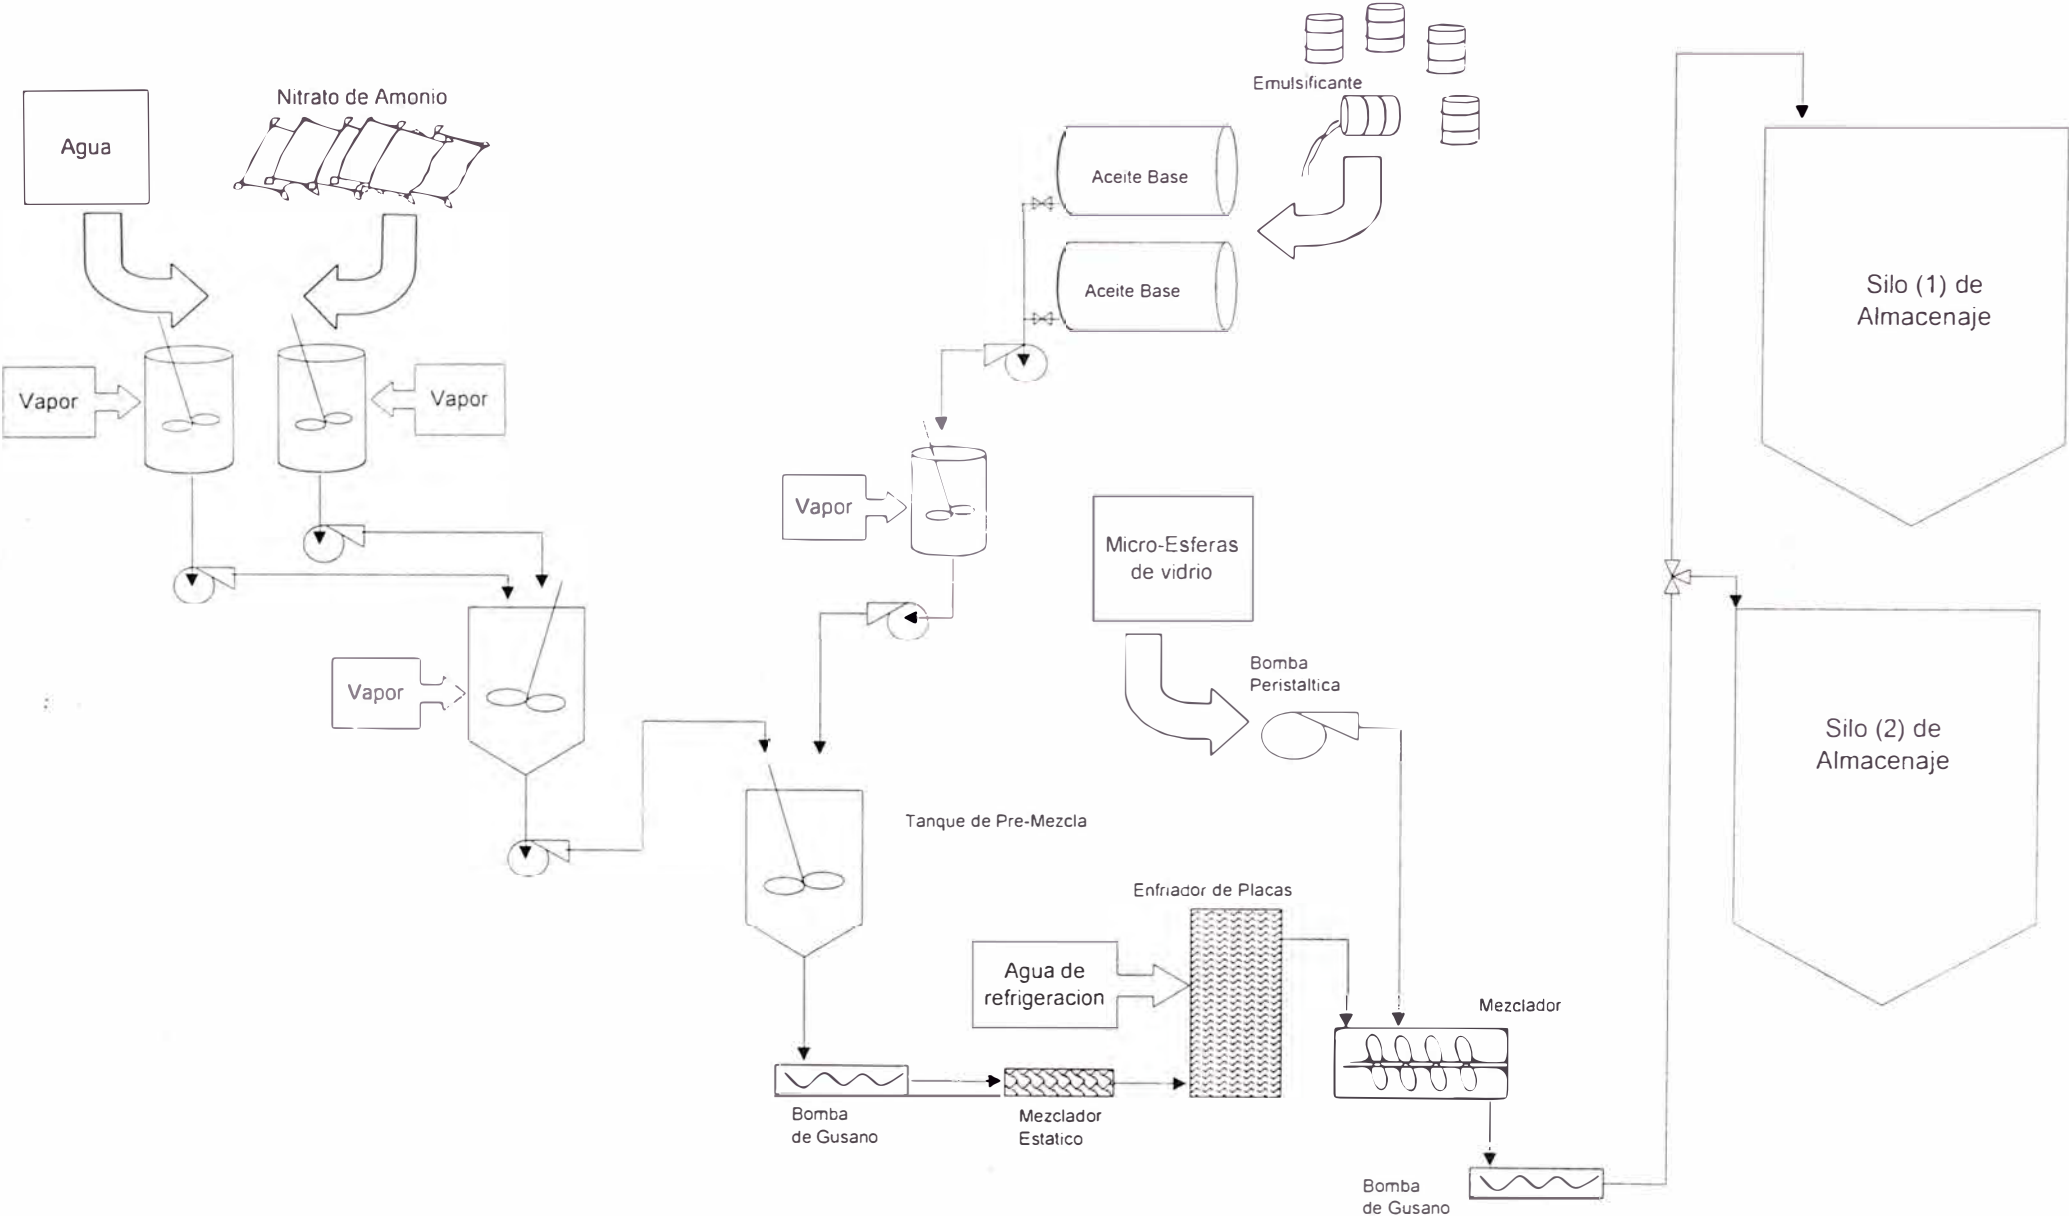 Emulsificante
Nitrato de Amonio
Agua
Aceite Base
Aceite Base
Silo (1) de
Almacenaje
Vapor
Vapor
Vapor
Micro-Esferas
de vidrio
Vapor
Bomba
Peristaltica
Silo (2) de
Almacenaje
Tanque de Pre-Mezcla
Enfriador de Placas
Agua de
refrigeracion
Mezclador
Bomba
de Gusano
Mezclador
Estatico
Bomba
de Gusano